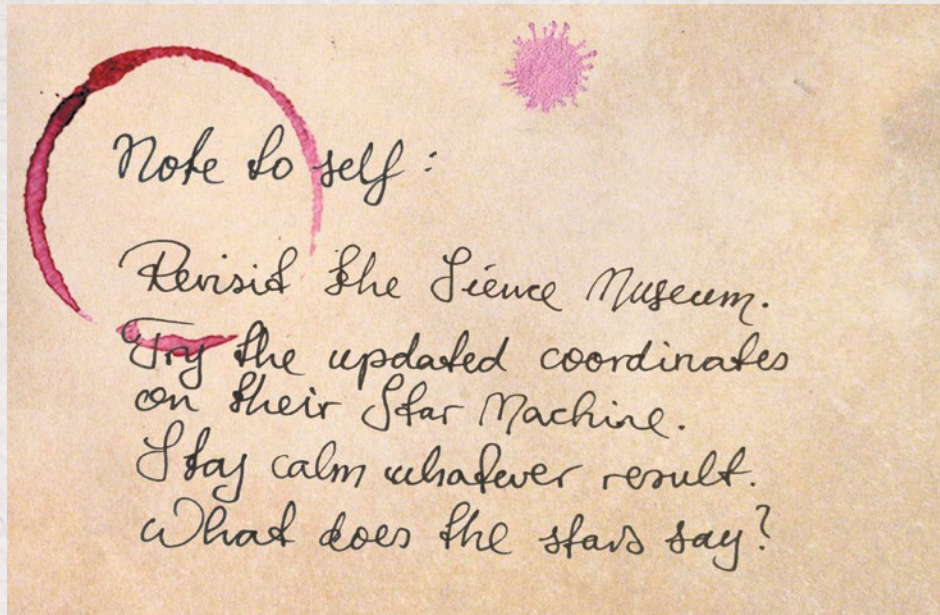 Note to self:
Revisit the Sience Museum.
Try the updated coordinates
on their Star Machine.
Stay calm whatever result.
What does the stars say?